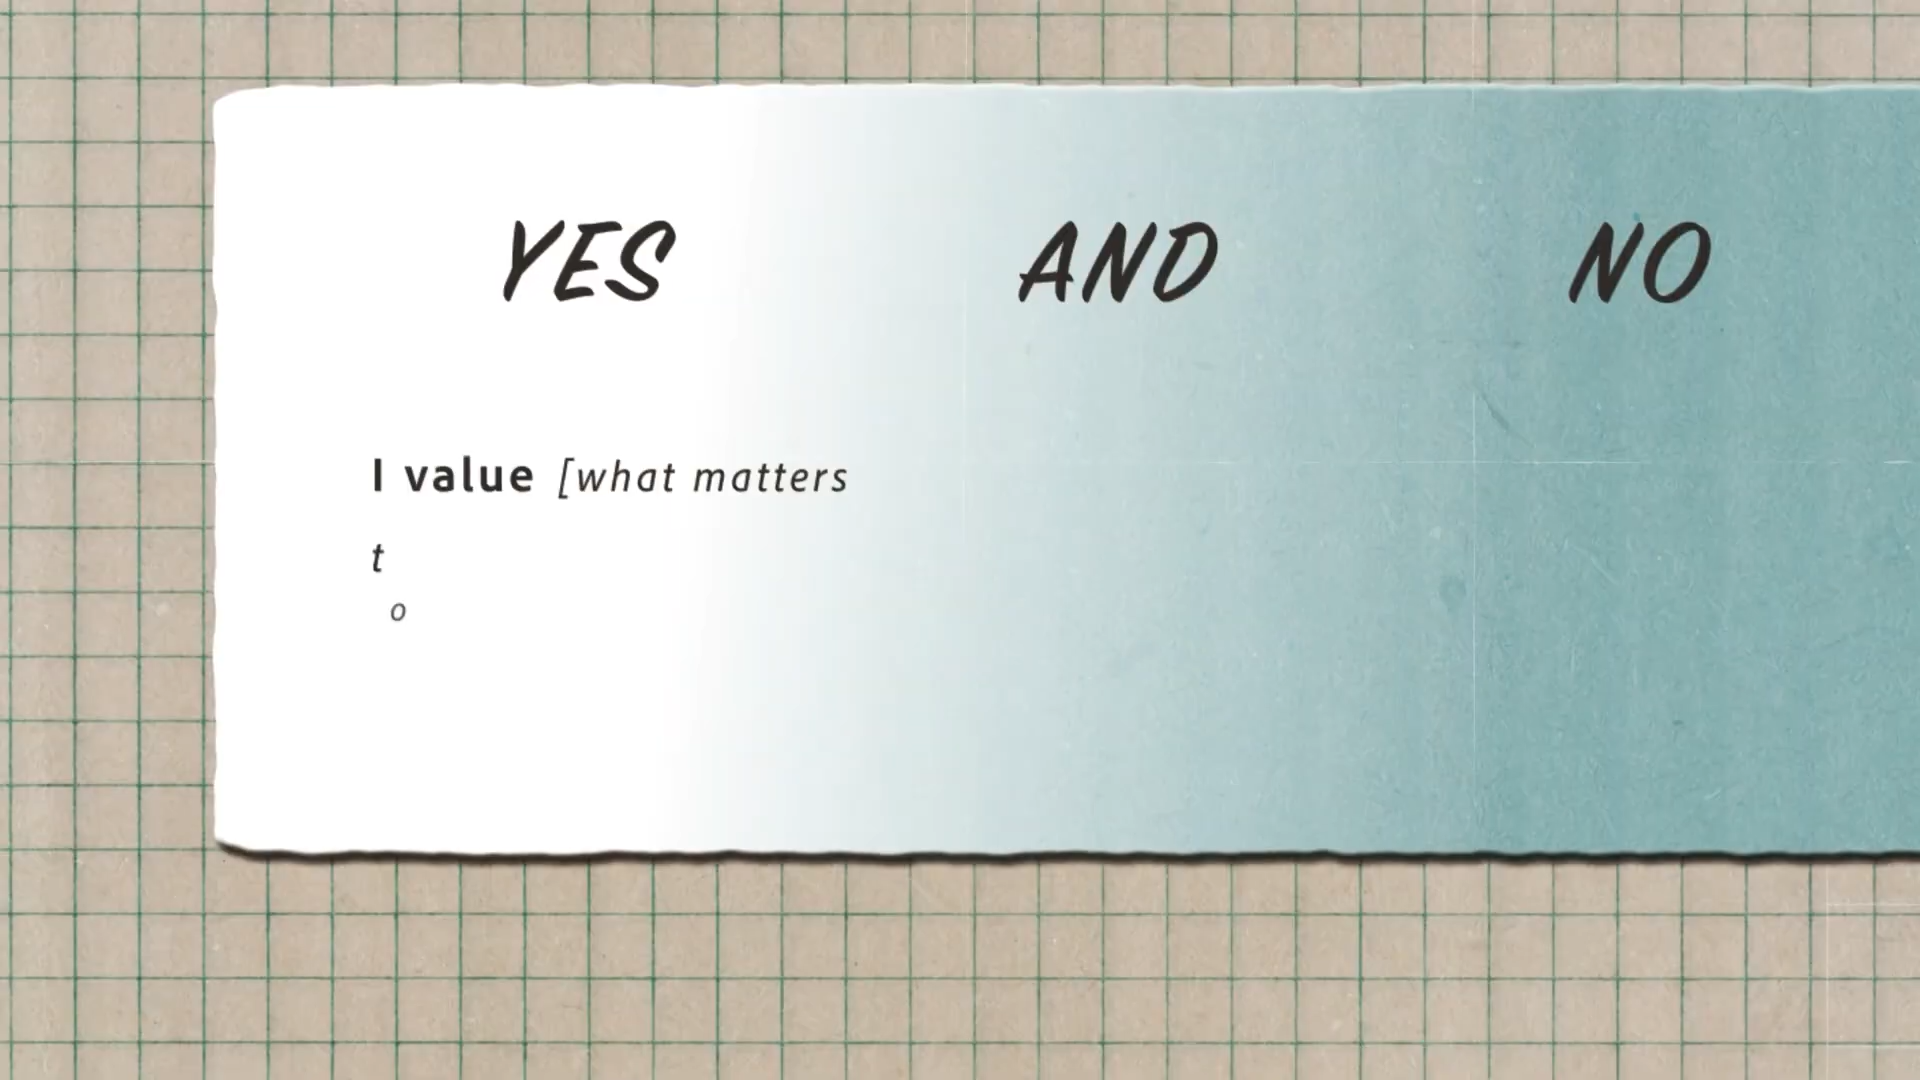 YES AND NO
I value [what matters
t
o